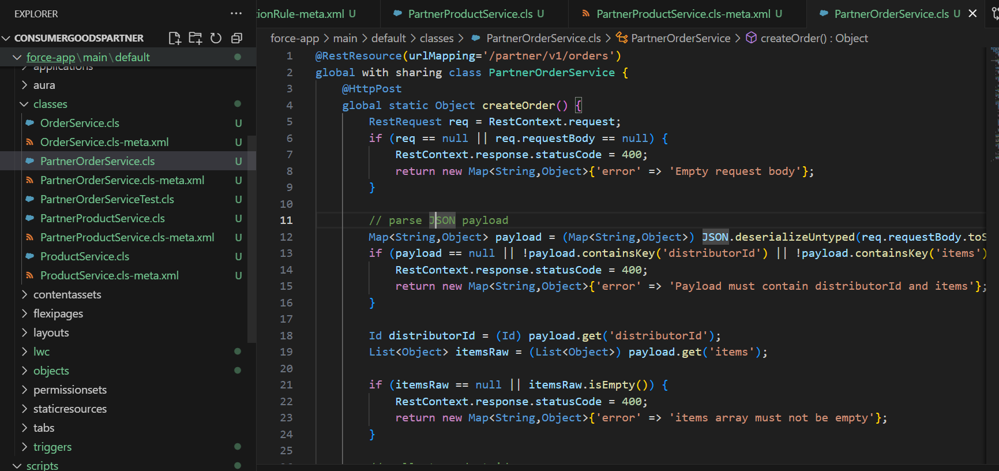 EXPLORER ...
CONSUMERGOODSPARTNER
force-app\main\default
applications
aura
classes
OrderService.cls U
OrderService.cls-meta.xml U
PartnerOrderService.cls U
PartnerOrderService.cls-meta.xml U
PartnerOrderServiceTest.cls U
PartnerProductService.cls U
PartnerProductService.cls-meta.xml U
ProductService.cls U
ProductService.cls-meta.xml U
contentassets
flexipages
layouts
lwc
objects
permissionsets
staticresources
tabs
triggers
scripts
ionRule-meta.xml U PartnerProductService.cls U PartnerProductService.cls-meta.xml U PartnerOrderService.cls U
force-app > main > default > classes > PartnerOrderService.cls > PartnerOrderService > createOrder() : Object
1 @RestResource(urlMapping='/partner/v1/orders')
2 global with sharing class PartnerOrderService {
3 @HttpPost
4 global static Object createOrder() {
5 RestRequest req = RestContext.request;
6 if (req == null || req.requestBody == null) {
7 RestContext.response.statusCode = 400;
8 return new Map<String,Object>{'error' => 'Empty request body'};
9 }
10
11 // parse JSON payload
12 Map<String,Object> payload = (Map<String,Object>) JSON.deserializeUntyped(req.requestBody.toS
13 if (payload == null || !payload.containsKey('distributorId') || !payload.containsKey('items')
14 RestContext.response.statusCode = 400;
15 return new Map<String,Object>{'error' => 'Payload must contain distributorId and items'};
16 }
17
18 Id distributorId = (Id) payload.get('distributorId');
19 List<Object> itemsRaw = (List<Object>) payload.get('items');
20
21 if (itemsRaw == null || itemsRaw.isEmpty()) {
22 RestContext.response.statusCode = 400;
23 return new Map<String,Object>{'error' => 'items array must not be empty'};
24 }
25